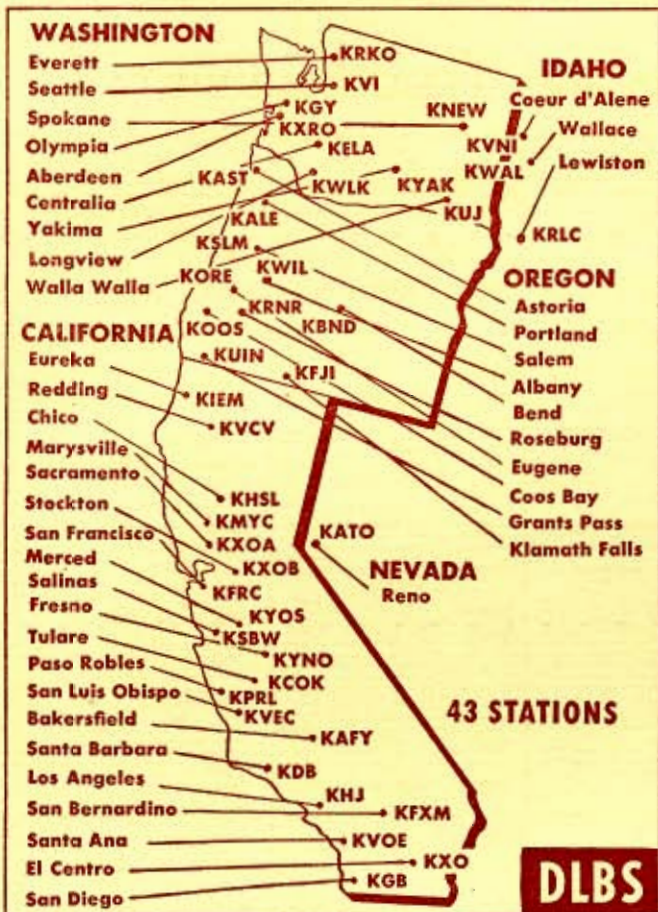 WASHINGTON
Everett
Seattle
Spokane
Olympia
Aberdeen
Centralia
Yakima
Longview
Walla Walla
KRKO
KVI
KGY
KNEW
KXRO
KELA
KAST
KWLK
KYAK
KUJ
IDAHO
Coeur d'Alene
KVNI
Wallace
KWAL
Lewiston
KRLC
KALE
KSLM
KORE
KWIL
KRNR
KBND
KOOS
KUIN
KFJI
OREGON
Astoria
Portland
Salem
Albany
Bend
Roseburg
Eugene
Coos Bay
Grants Pass
Klamath Falls
CALIFORNIA
Eureka
Redding
Chico
Marysville
Sacramento
Stockton
San Francisco
Merced
Salinas
Fresno
Tulare
Paso Robles
San Luis Obispo
Bakersfield
Santa Barbara
Los Angeles
San Bernardino
Santa Ana
El Centro
San Diego
KIEM
KVCV
KHSL
KMYC
KXOA
KXOB
KFRC
KYOS
KSBW
KYNO
KCOK
KPRL
KVEC
KAFY
KDB
KHJ
KFXM
KVOE
KXO
KGB
KATO
NEVADA
Reno
43 STATIONS
DLBS